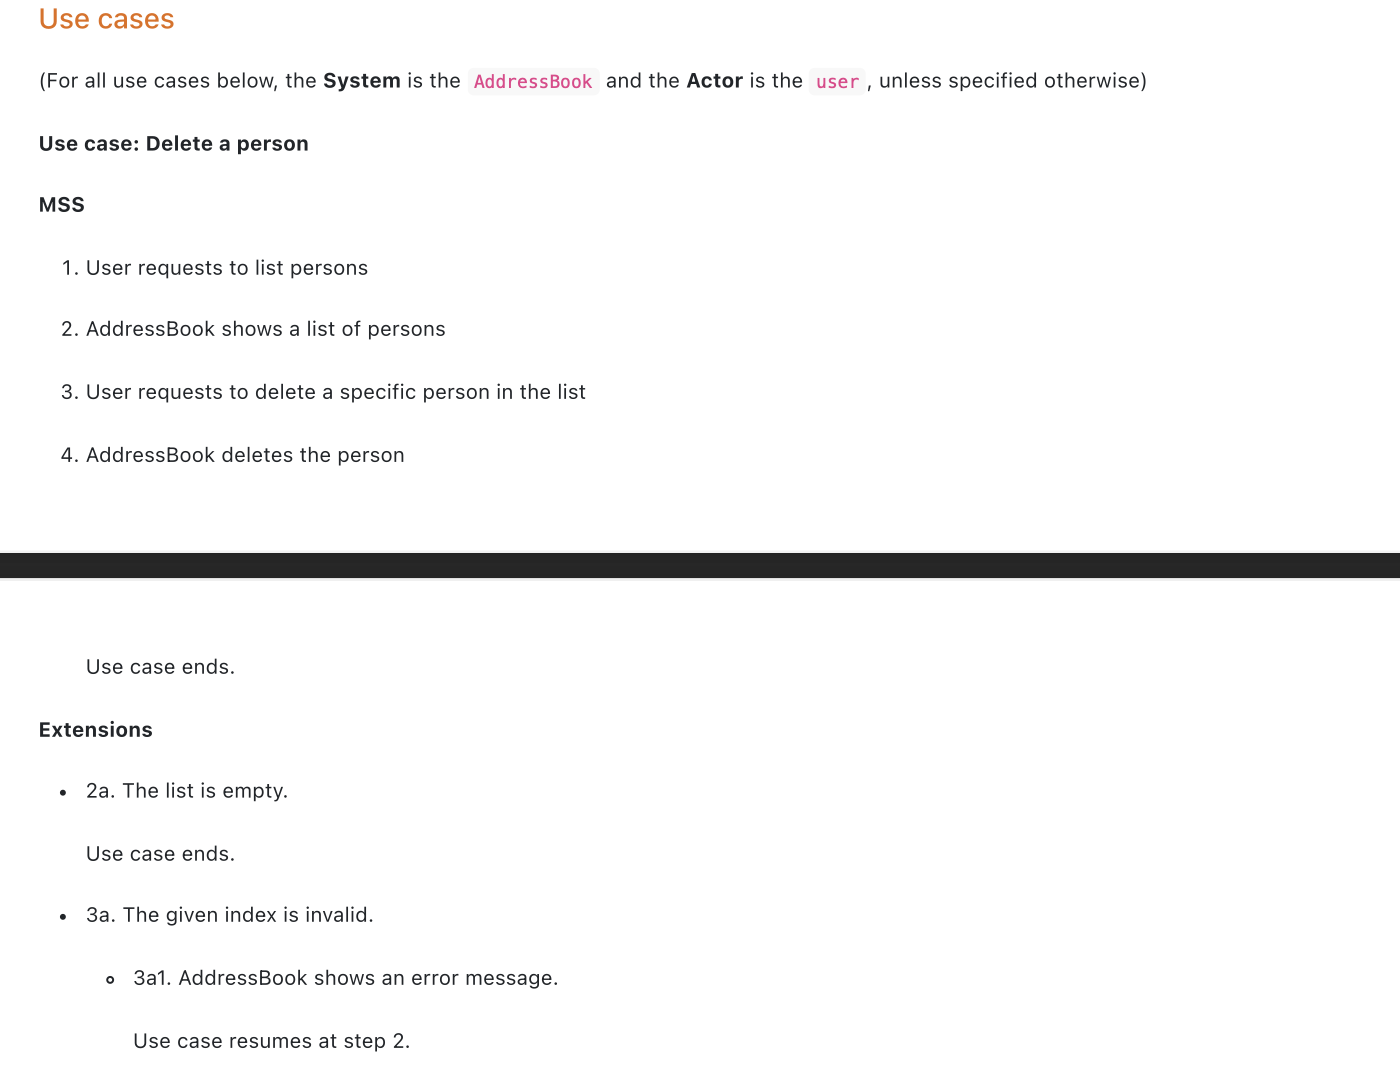 Use cases
(For all use cases below, the System is the AddressBook and the Actor is the user, unless specified otherwise)
Use case: Delete a person
MSS
1. User requests to list persons
2. AddressBook shows a list of persons
3. User requests to delete a specific person in the list
4. AddressBook deletes the person
Use case ends.
Extensions
• 2a. The list is empty.
Use case ends.
• 3a. The given index is invalid.
◦ 3a1. AddressBook shows an error message.
Use case resumes at step 2.